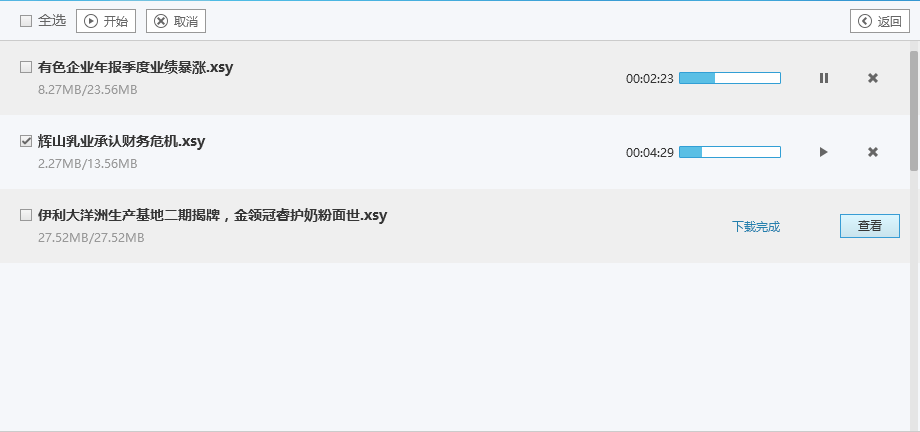 全选 开始 取消 返回
有色企业年报季度业绩暴涨.xsy
8.27MB/23.56MB
00:02:23
辉山乳业承认财务危机.xsy
2.27MB/13.56MB
00:04:29
伊利大洋洲生产基地二期揭牌，金领冠睿护奶粉面世.xsy
27.52MB/27.52MB
下载完成 查看